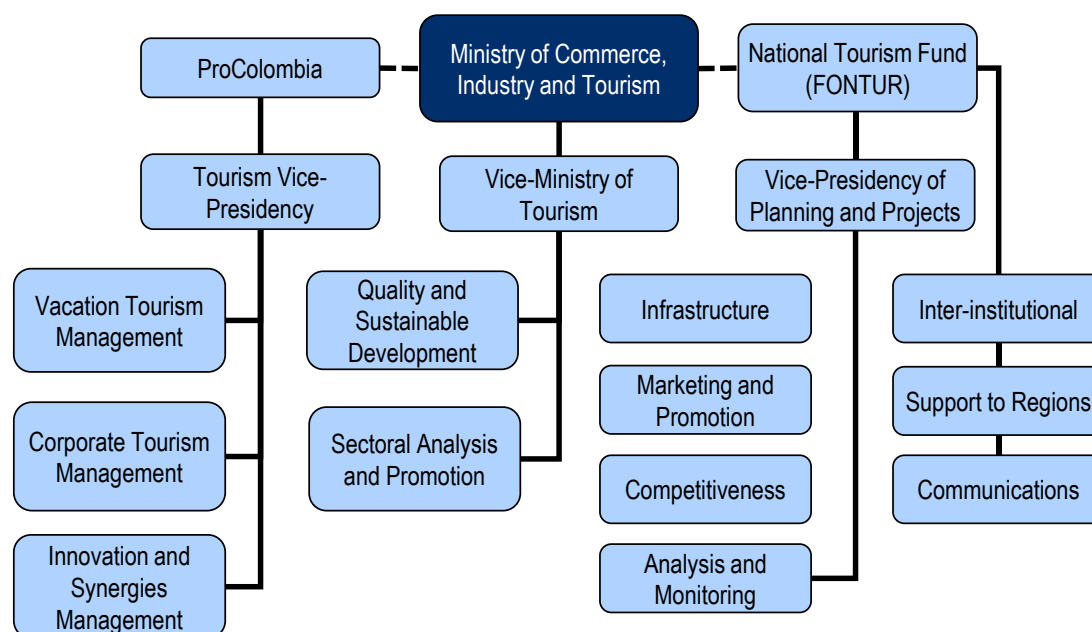 ProColombia
Ministry of Commerce,
Industry and Tourism
National Tourism Fund
(FONTUR)
Tourism Vice-
Presidency
Vice-Ministry of
Tourism
Vice-Presidency of
Planning and Projects
Vacation Tourism
Management
Quality and
Sustainable
Development
Infrastructure
Inter-institutional
Marketing and
Promotion
Support to Regions
Corporate Tourism
Management
Sectoral Analysis
and Promotion
Competitiveness
Communications
Innovation and
Synergies
Management
Analysis and
Monitoring